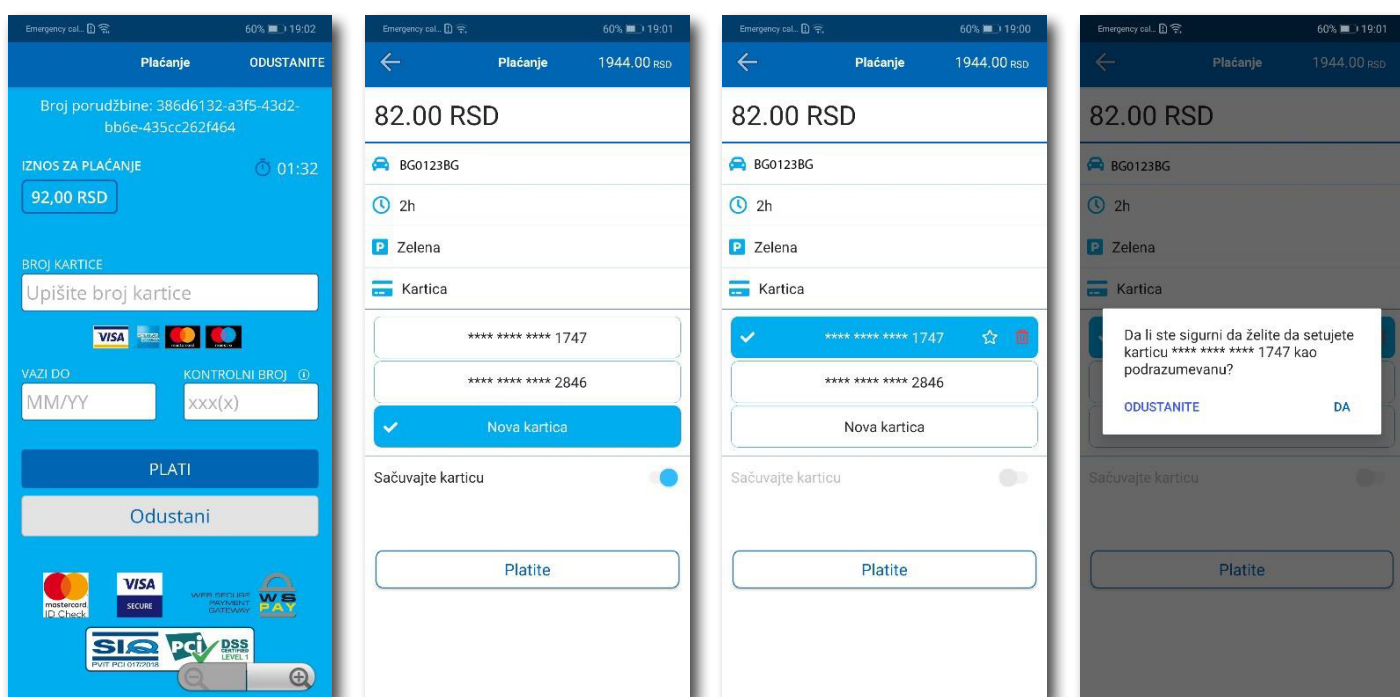 Emergency cal... 60% 19:02
Plaćanje ODUSTANITE
Broj porudžbine: 386d6132-a3f5-43d2-
bb6e-435cc262f464
IZNOS ZA PLAĆANJE 01:32
92,00 RSD
BROJ KARTICE
Upišite broj kartice
VISA mastercard maestro
VAZI DO KONTROLNI BROJ
MM/YY xxx(x)
PLATI
Odustani
mastercard.
ID Check
VISA
SECURE
WEB SECURE
PAYMENT
GATEWAY
WS
PAY
SIQ
PVIT PCI 017/2018
PCI DSS
CERTIFIED
LEVEL 1
Emergency cal... 60% 19:01
Plaćanje 1944.00 RSD
82.00 RSD
BG0123BG
2h
P Zelena
Kartica
**** **** **** 1747
**** **** **** 2846
Nova kartica
Sačuvajte karticu
Platite
Emergency cal... 60% 19:00
Plaćanje 1944.00 RSD
82.00 RSD
BG0123BG
2h
P Zelena
Kartica
**** **** **** 1747
**** **** **** 2846
Nova kartica
Sačuvajte karticu
Platite
Emergency cal... 60% 19:01
Plaćanje 1944.00 RSD
82.00 RSD
BG0123BG
2h
P Zelena
Kartica
Da li ste sigurni da želite da setujete
karticu **** **** **** 1747 kao
podrazumevanu?
ODUSTANITE DA
Sačuvajte karticu
Platite